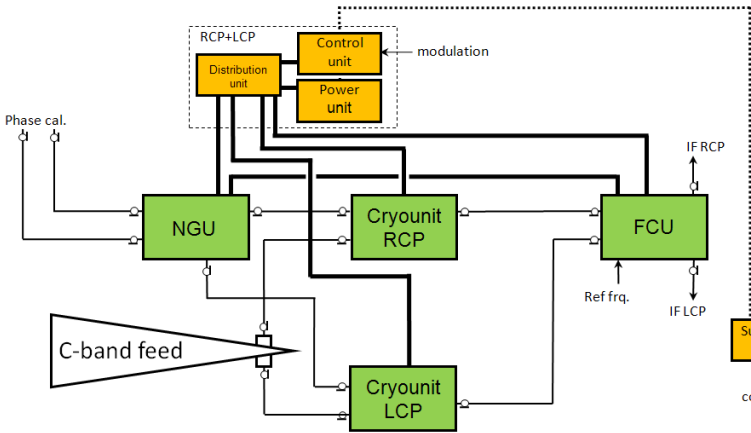 RCP+LCP
Control
unit
modulation
Distribution
unit
Power
unit
Phase cal.
IF RCP
NGU
Cryounit
RCP
FCU
Ref frq.
IF LCP
C-band feed
Cryounit
LCP